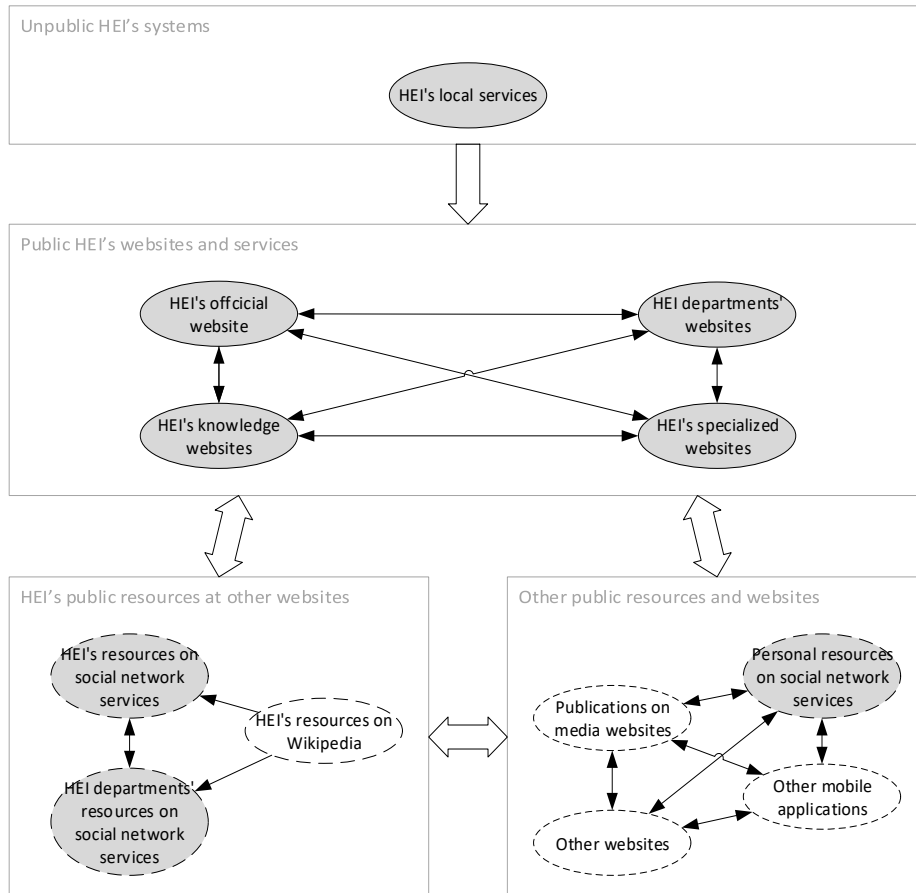 Unpublic HEI's systems
HEI's local services
Public HEI's websites and services
HEI's offcicial
website
HEI departments'
websites
HEI's knowledge
websites
HEI's specialized
websites
HEI's public resources at other websites
HEI's resources on
social network
services
HEI's resources on
Wikipedia
HEI departments'
resources on
social network
services
Other public resources and websites
Personal resources
on social network
services
Publications on
media websites
Other mobile
applications
Other websites